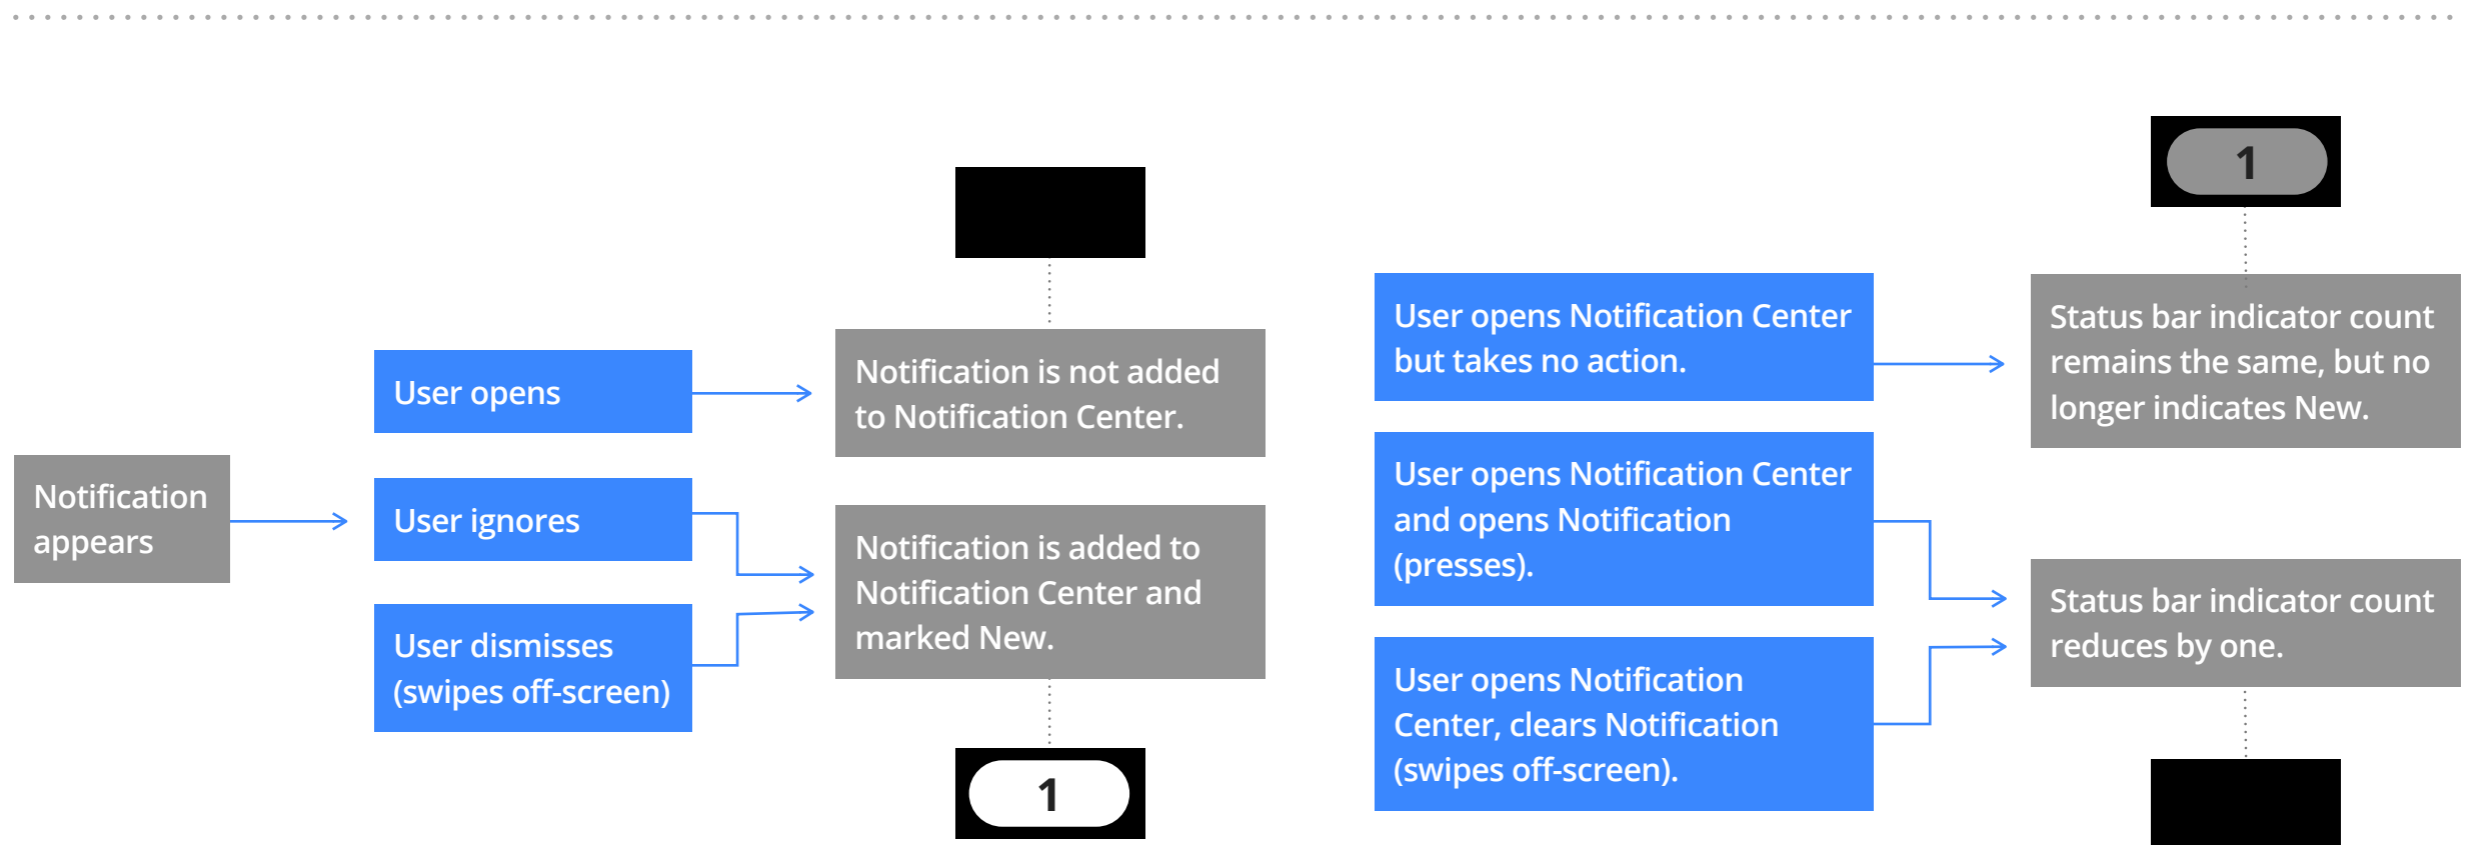 Notification
appears
User opens
User ignores
User dismisses
(swipes off-screen)
Notification is not added
to Notification Center.
Notification is added to
Notification Center and
marked New.
1
User opens Notification Center
but takes no action.
User opens Notification Center
and opens Notification
(presses).
User opens Notification
Center, clears Notification
(swipes off-screen).
1
Status bar indicator count
remains the same, but no
longer indicates New.
Status bar indicator count
reduces by one.